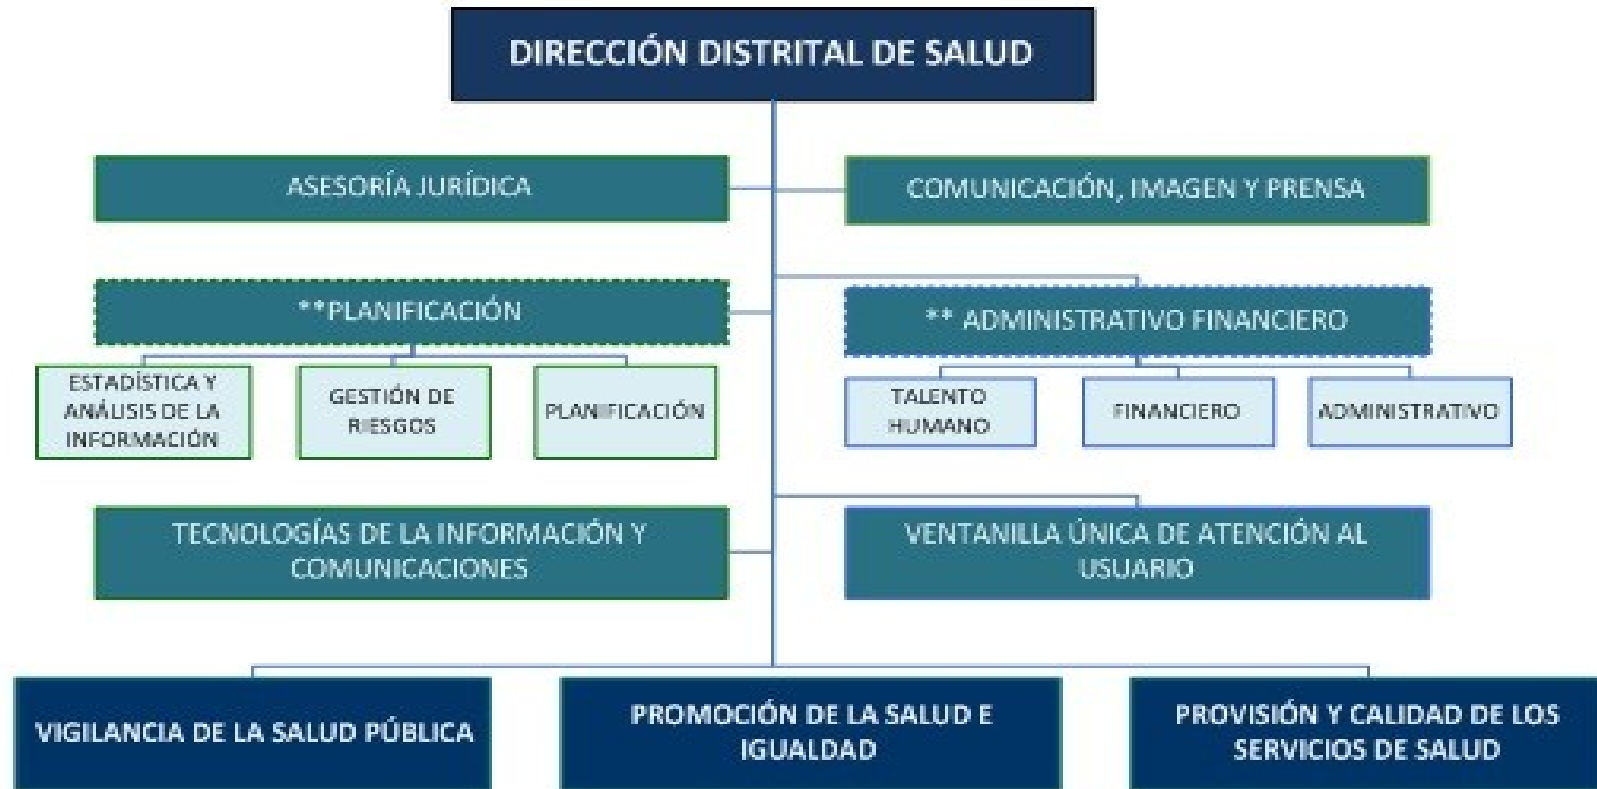 DIRECCIÓN DISTRITAL DE SALUD
ASESORÍA JURÍDICA
COMUNICACIÓN, IMAGEN Y PRENSA
**PLANIFICACIÓN
** ADMINISTRATIVO FINANCIERO
ESTADÍSTICA Y
ANÁLISIS DE LA
INFORMACIÓN
GESTIÓN DE
RIESGOS
PLANIFICACIÓN
TALENTO
HUMANO
FINANCIERO
ADMINISTRATIVO
TECNOLOGÍAS DE LA INFORMACIÓN Y
COMUNICACIONES
VENTANILLA ÚNICA DE ATENCIÓN AL
USUARIO
VIGILANCIA DE LA SALUD PÚBLICA
PROMOCIÓN DE LA SALUD E
IGUALDAD
PROVISIÓN Y CALIDAD DE LOS
SERVICIOS DE SALUD